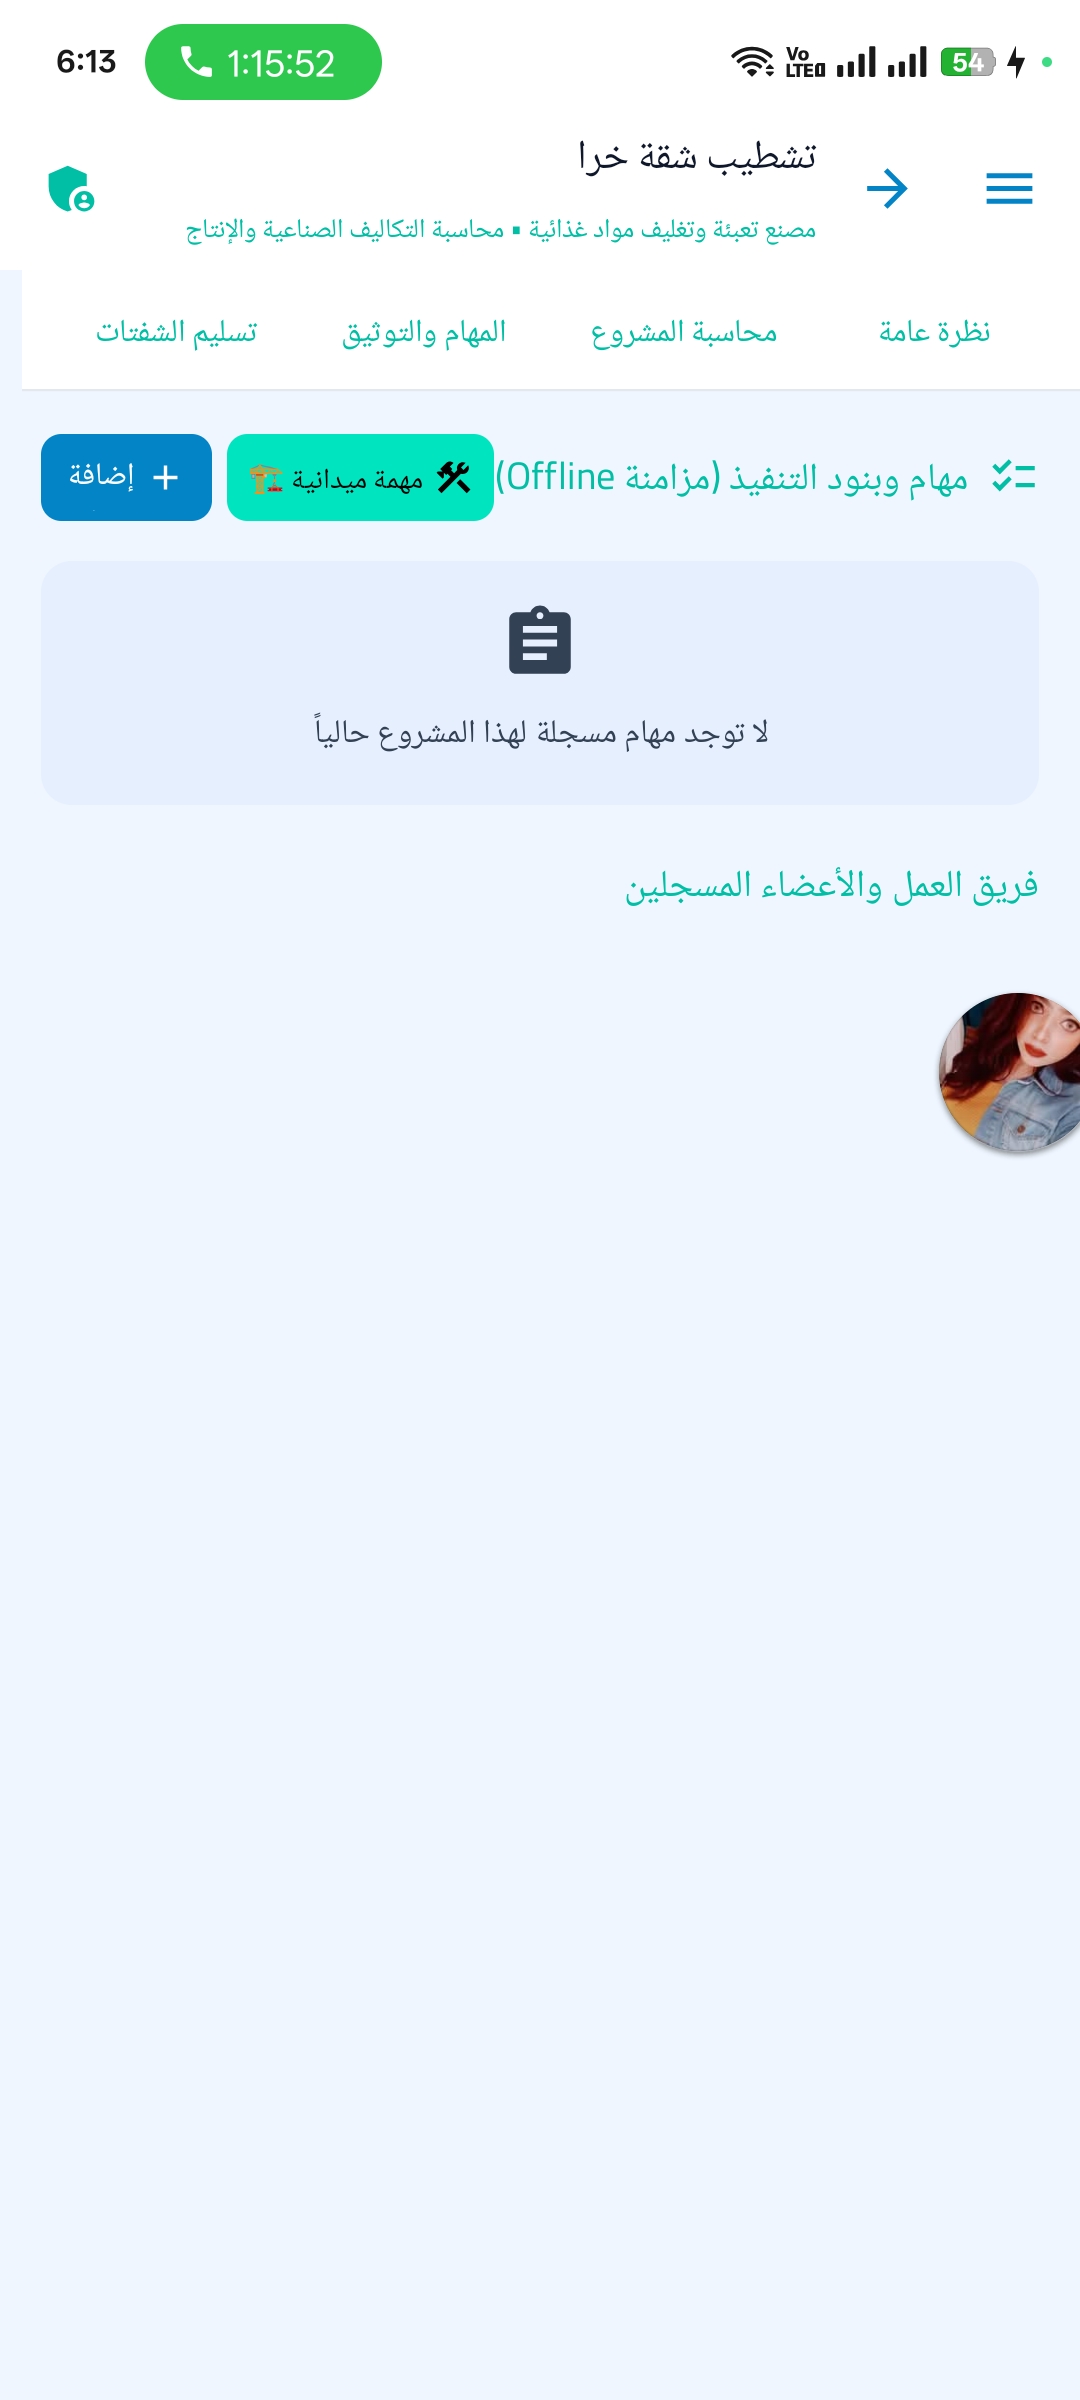 6:13
1:15:52
Vo LTE
54
تشطيب شقة خرا
مصنع تعبئة وتغليف مواد غذائية ▪ محاسبة التكاليف الصناعية والإنتاج
نظرة عامة
محاسبة المشروع
المهام والتوثيق
تسليم الشفتات
مهام وبنود التنفيذ (مزامنة Offline)
🛠 مهمة ميدانية 🏗️
+ إضافة
لا توجد مهام مسجلة لهذا المشروع حالياً
فريق العمل والأعضاء المسجلين